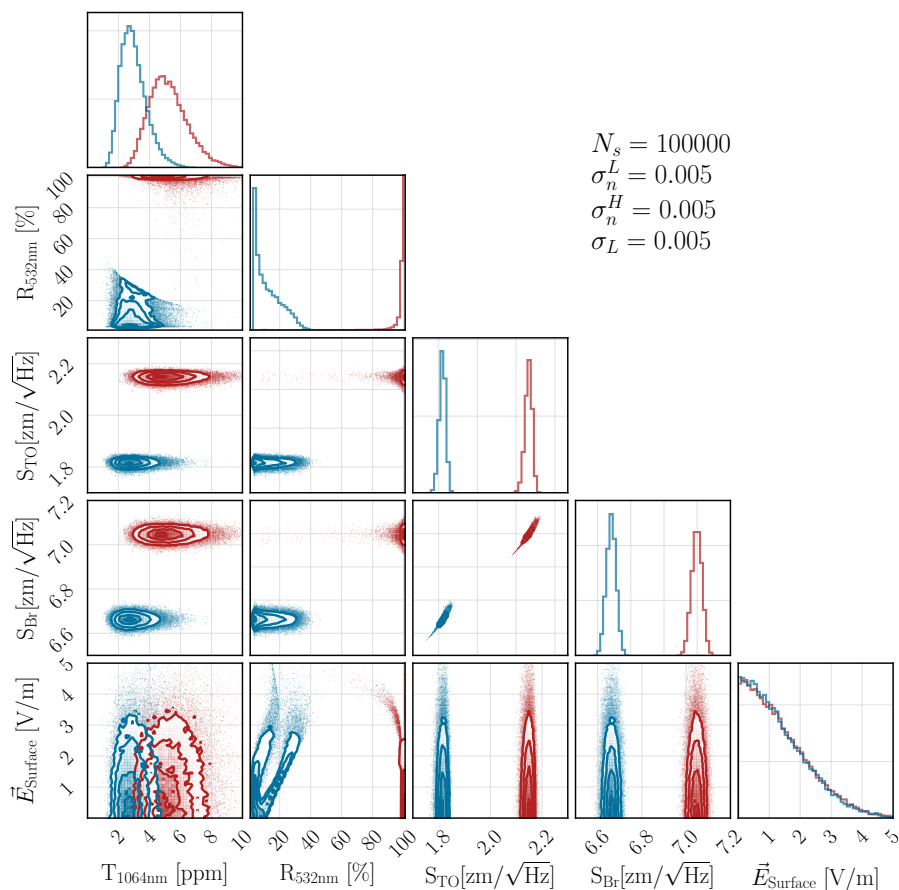 N_s = 100000
σ_n^L = 0.005
σ_n^H = 0.005
σ_L = 0.005
R_532nm [%]
100
80
60
40
20
S_TO[zm/√Hz]
2.2
2.0
1.8
S_Br[zm/√Hz]
7.2
7.0
6.8
6.6
E⃗_Surface [V/m]
5
4
3
2
1
2 4 6 8 10
20 40 60 80 100
1.8 2.0 2.2
6.6 6.8 7.0 7.2
1 2 3 4 5
T_1064nm [ppm]
R_532nm [%]
S_TO[zm/√Hz]
S_Br[zm/√Hz]
E⃗_Surface [V/m]